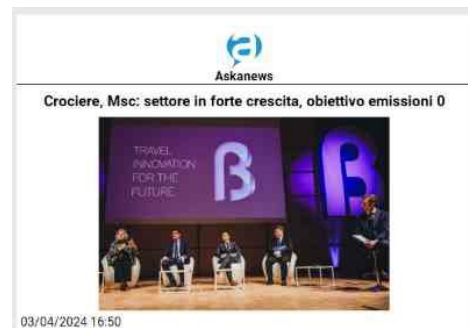 Askanews
Crociere, Msc: settore in forte crescita, obiettivo emissioni 0
TRAVEL
INNOVATION
FOR THE
FUTURE
03/04/2024 16:50